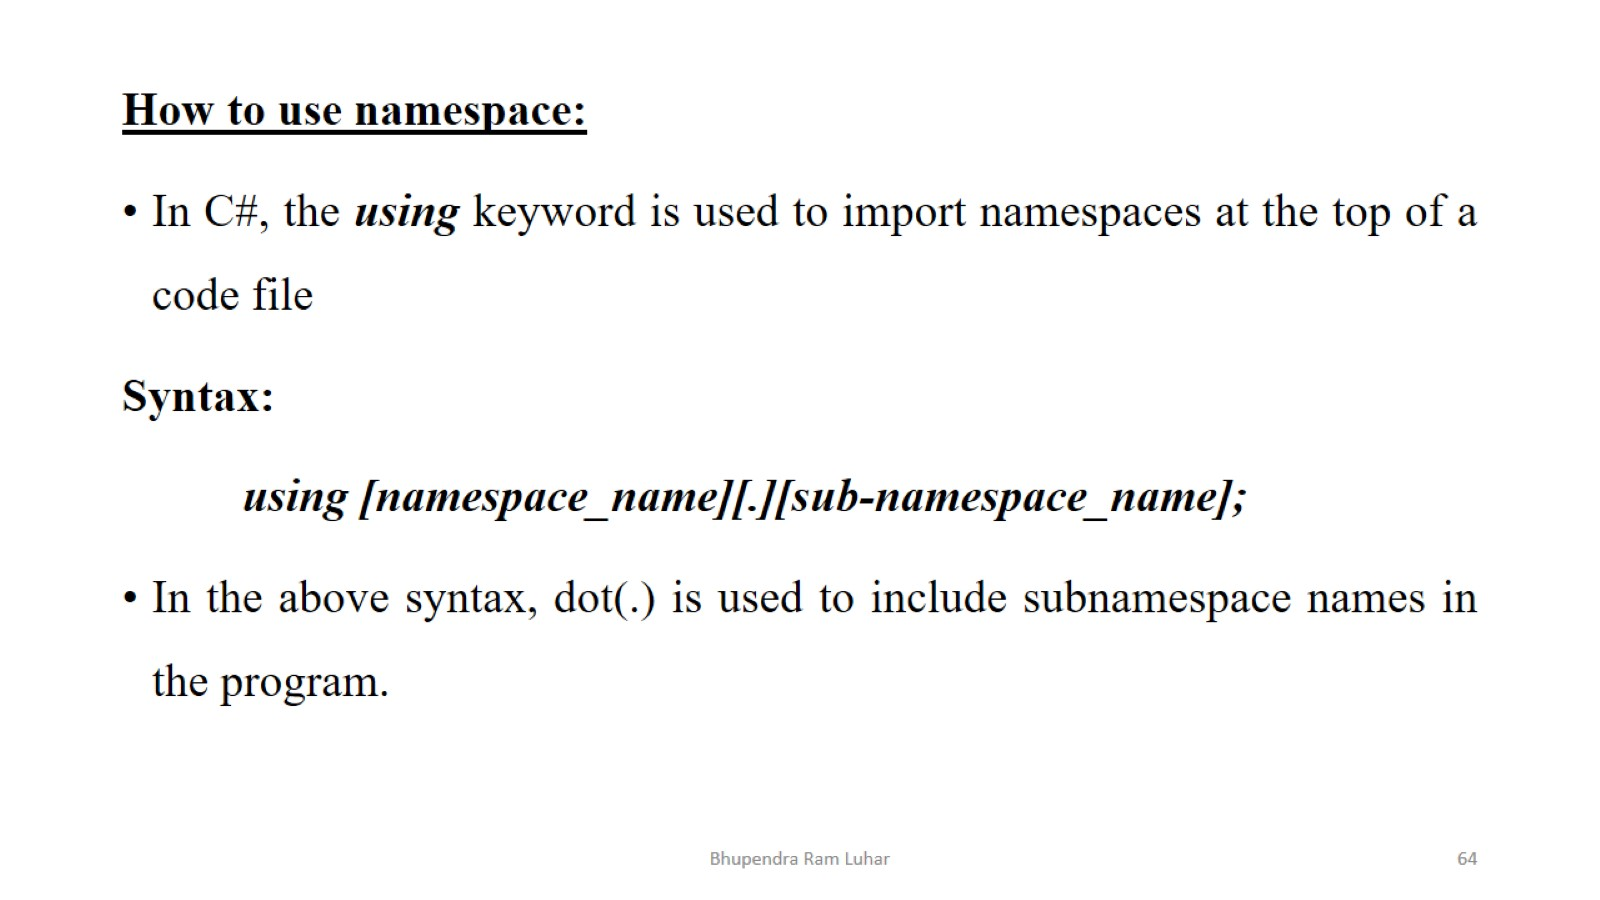 How to use namespace:
• In C#, the using keyword is used to import namespaces at the top of a
code file
Syntax:
using [namespace_name][.][sub-namespace_name];
• In the above syntax, dot(.) is used to include subnamespace names in
the program.
Bhupendra Ram Luhar
64